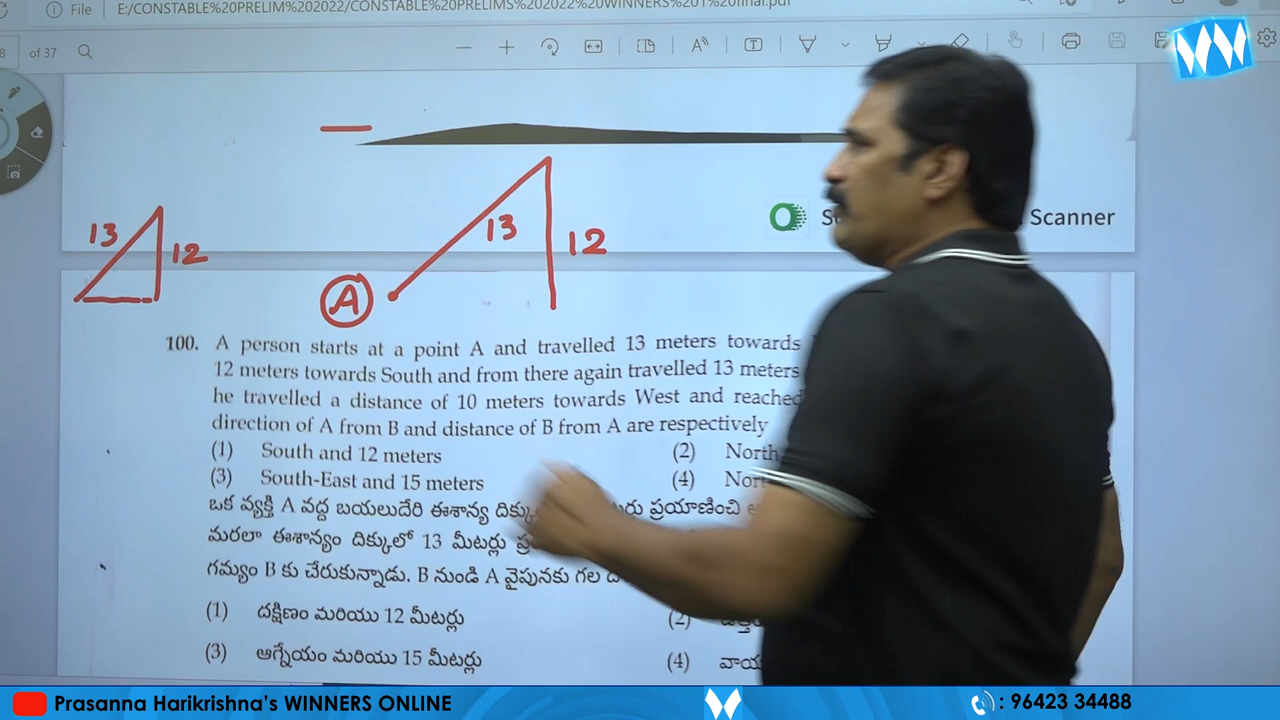 File E:/CONSTABLE%20PRELIM%202022/CONSTABLE%20PRELIMS%202022%20WINNERS%201%20final.pdf
8 of 37
W
Scanner
13
12
13
12
A
100. A person starts at a point A and travelled 13 meters towards
12 meters towards South and from there again travelled 13 meters
he travelled a distance of 10 meters towards West and reached
direction of A from B and distance of B from A are respectively
(1) South and 12 meters (2) North
(3) South-East and 15 meters (4)
ఒక వ్యక్తి A వద్ద బయలుదేరి ఈశాన్య ప్రయాణించి
మరలా ఈశాన్యం దిక్కులో 13 మీటర్లు
గమ్యం B కు చేరుకున్నాడు. B నుండి A వైపునకు గల
(1) దక్షిణం మరియు 12 మీటర్లు (2)
(3) ఆగ్నేయం మరియు 15 మీటర్లు (4)
Prasanna Harikrishna's WINNERS ONLINE : 96423 34488